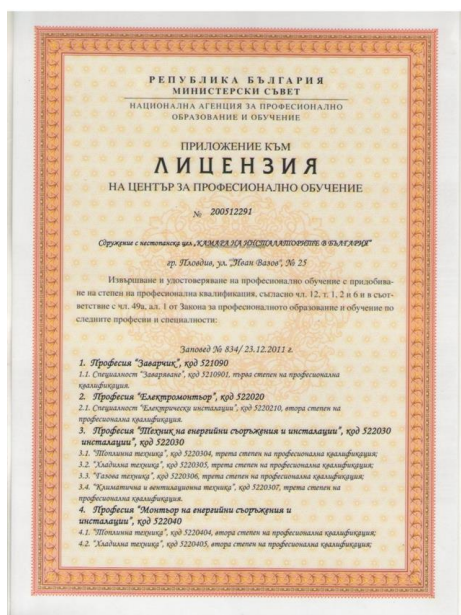 РЕПУБЛИКА БЪЛГАРИЯ
МИНИСТЕРСКИ СЪВЕТ
НАЦИОНАЛНА АГЕНЦИЯ ЗА ПРОФЕСИОНАЛНО
ОБРАЗОВАНИЕ И ОБУЧЕНИЕ
ПРИЛОЖЕНИЕ КЪМ
ЛИЦЕНЗИЯ
НА ЦЕНТЪР ЗА ПРОФЕСИОНАЛНО ОБУЧЕНИЕ
№ 200512291
Сдружение с нестопанска цел „КАМАРА НА ИНСТАЛАТОРИТЕ В БЪЛГАРИЯ"
гр. Пловдив, ул. "Иван Вазов", № 25
Извършване и удостоверяване на професионално обучение с придобива-
не на степен на професионална квалификация, съгласно чл. 12, т. 1, 2 и 6 и в съот-
ветствие с чл. 49а, ал. 1 от Закона за професионалното образование и обучение по
следните професии и специалности:
Заповед № 834/ 23.12.2011 г.
1. Професия "Заварчик", код 521090
1.1. Специалност "Заваряване", код 5210901, първа степен на професионална
квалификация.
2. Професия "Електромонтьор", код 522020
2.1. Специалност "Електрически инсталации", код 5220210, втора степен на
професионална квалификация.
3. Професия "Техник на енергийни съоръжения и инсталации", код 522030
инсталации", код 522030
3.1. "Топлинна техника", код 5220304, трета степен на професионална квалификация;
3.2. "Хладилна техника", код 5220305, трета степен на професионална квалификация;
3.3. "Газова техника", код 5220306, трета степен на професионална квалификация;
3.4. "Климатична и вентилационна техника", код 5220307, трета степен на
професионална квалификация.
4. Професия "Монтьор на енергийни съоръжения и
инсталации", код 522040
4.1. "Топлинна техника", код 5220404, втора степен на професионална квалификация;
4.2. "Хладилна техника", код 5220405, втора степен на професионална квалификация;